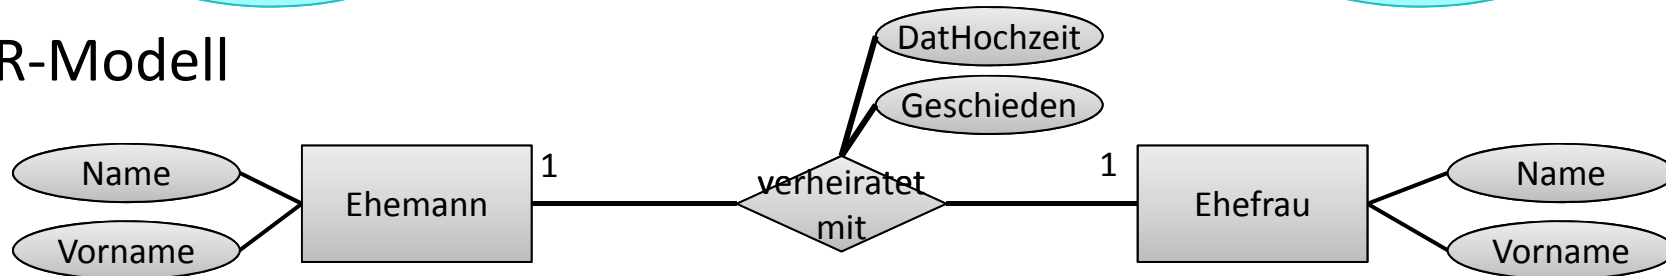 DatHochzeit
R-Modell
Geschieden
Name
1
verheiratet
mit
1
Name
Ehemann
Ehefrau
Vorname
Vorname